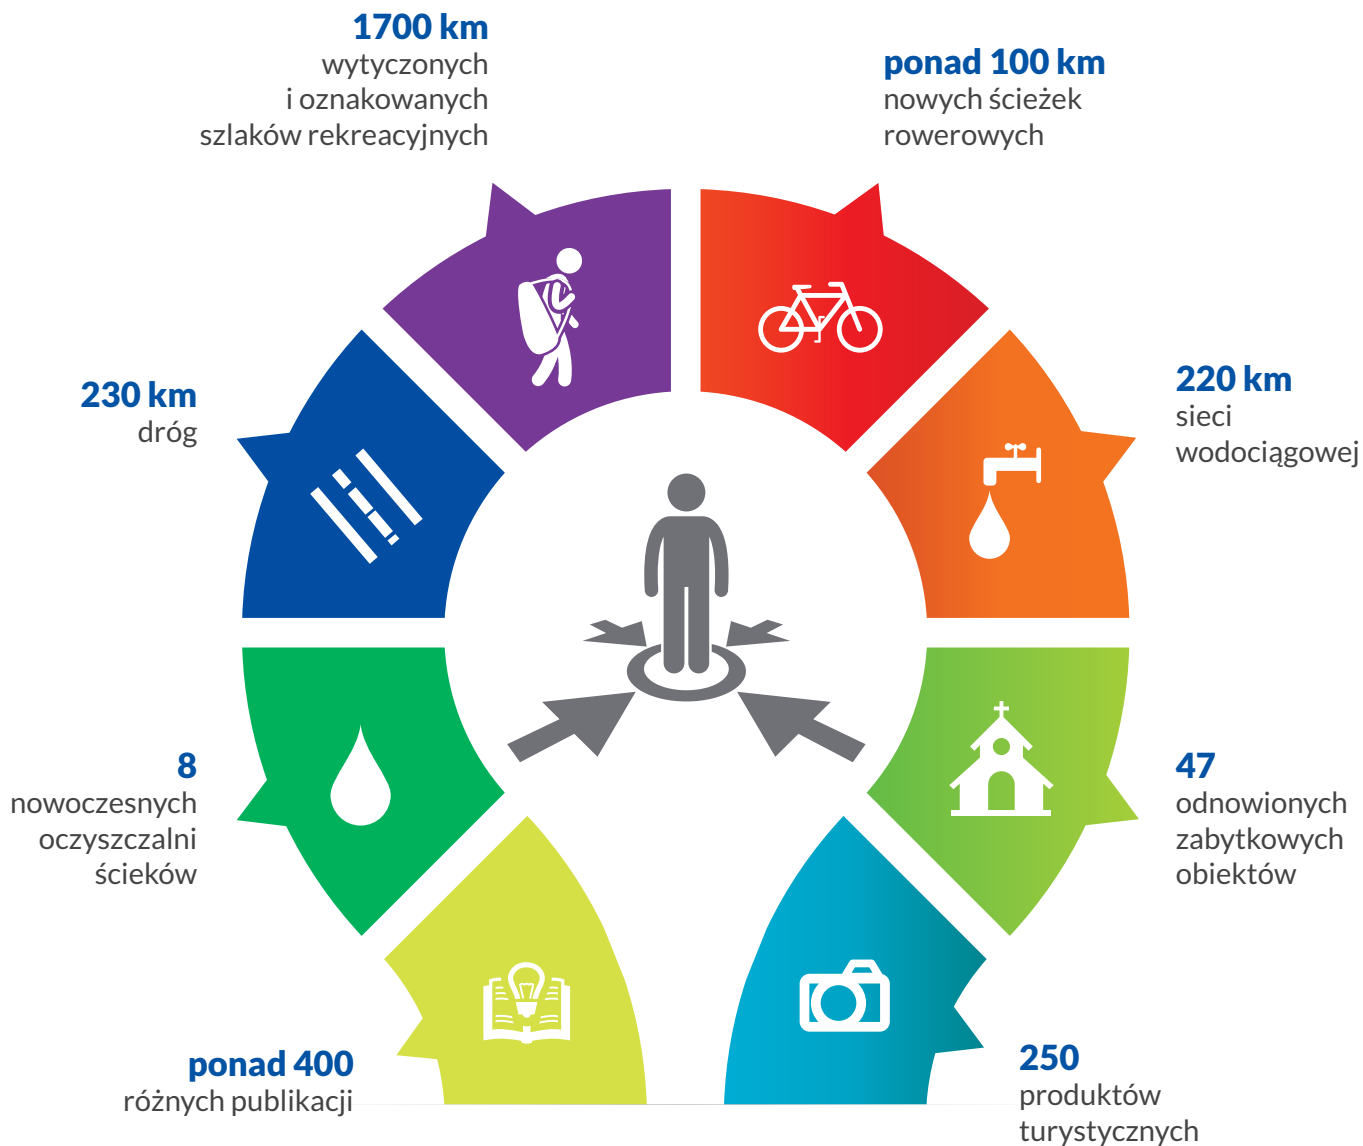 1700 km
wytyczonych
i oznakowanych
szlaków rekreacyjnych
ponad 100 km
nowych ścieżek
rowerowych
230 km
dróg
220 km
sieci
wodociągowej
8
nowoczesnych
oczyszczalni
ścieków
47
odnowionych
zabytkowych
obiektów
ponad 400
różnych publikacji
250
produktów
turystycznych